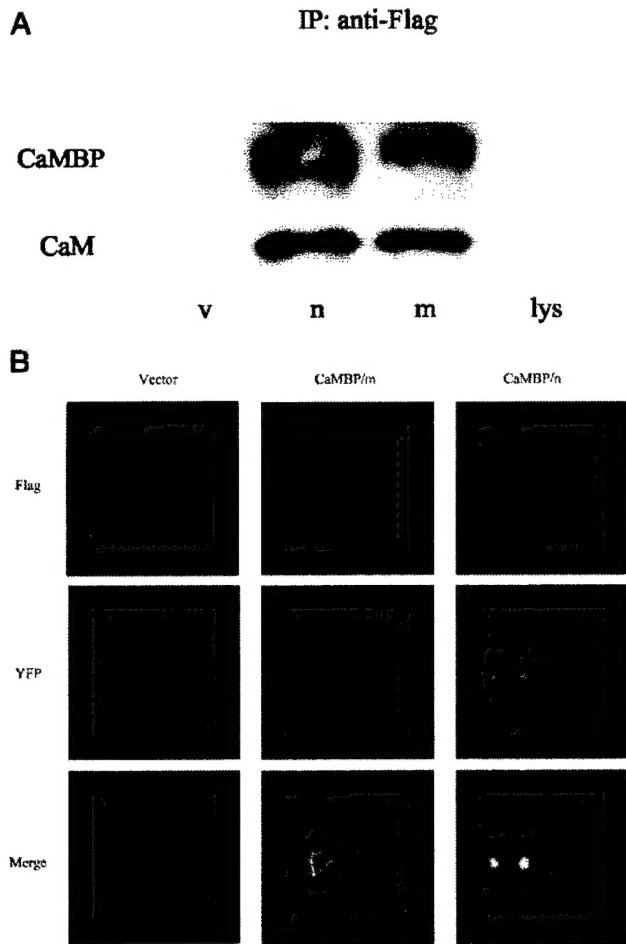 A
IP: anti-Flag
CaMBP
CaM
v n m lys
B
Vector CaMBP/m CaMBP/n
Flag
YFP
Merge